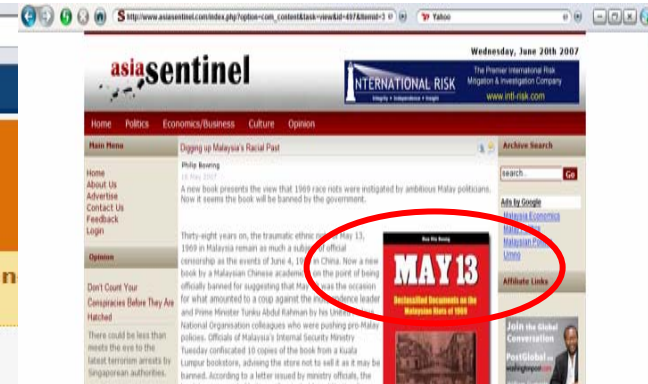 http://www.asiasentinel.com/index.php?option=com_content&task=view&id=497&Itemid=3
Yahoo
Wednesday, June 20th 2007
asiasentinel
INTERNATIONAL RISK
Integrity • Independence • Insight
The Premier International Risk
Mitigation & Investigation Company
www.intl-risk.com
Home Politics Economics/Business Culture Opinion
Main Menu
Home
About Us
Advertise
Contact Us
Feedback
Login
Opinion
Don't Count Your
Conspiracies Before They Are
Hatched
There could be less than
meets the eye to the
latest terrorism arrests by
Singaporean authorities.
Digging up Malaysia's Racial Past
Philip Bowring
18 May 2007
A new book presents the view that 1969 race riots were instigated by ambitious Malay politicians.
Now it seems the book will be banned by the government.
Thirty-eight years on, the traumatic ethnic riots of May 13,
1969 in Malaysia remain as much a subject of official
censorship as the events of June 4, 1989 in China. Now a new
book by a Malaysian Chinese academic is on the point of being
officially banned for suggesting that May 13 was the occasion
for what amounted to a coup against the independence leader
and Prime Minister Tunku Abdul Rahman by his United
National Organisation colleagues who were pushing pro-Malay
policies. Officials of Malaysia's Internal Security Ministry
Tuesday confiscated 10 copies of the book from a Kuala
Lumpur bookstore, advising the store not to sell it as it may be
banned. According to a letter issued by ministry officials, the
MAY 13
Declassified Documents on the
Malaysian Riots of 1969
Archive Search
search..
Go
Ads by Google
Malaysia Economics
Malay Politics
Malaysian
Umno
Affiliate Links
Join the Global
Conversation
PostGlobal on
washingtonpost.com
n